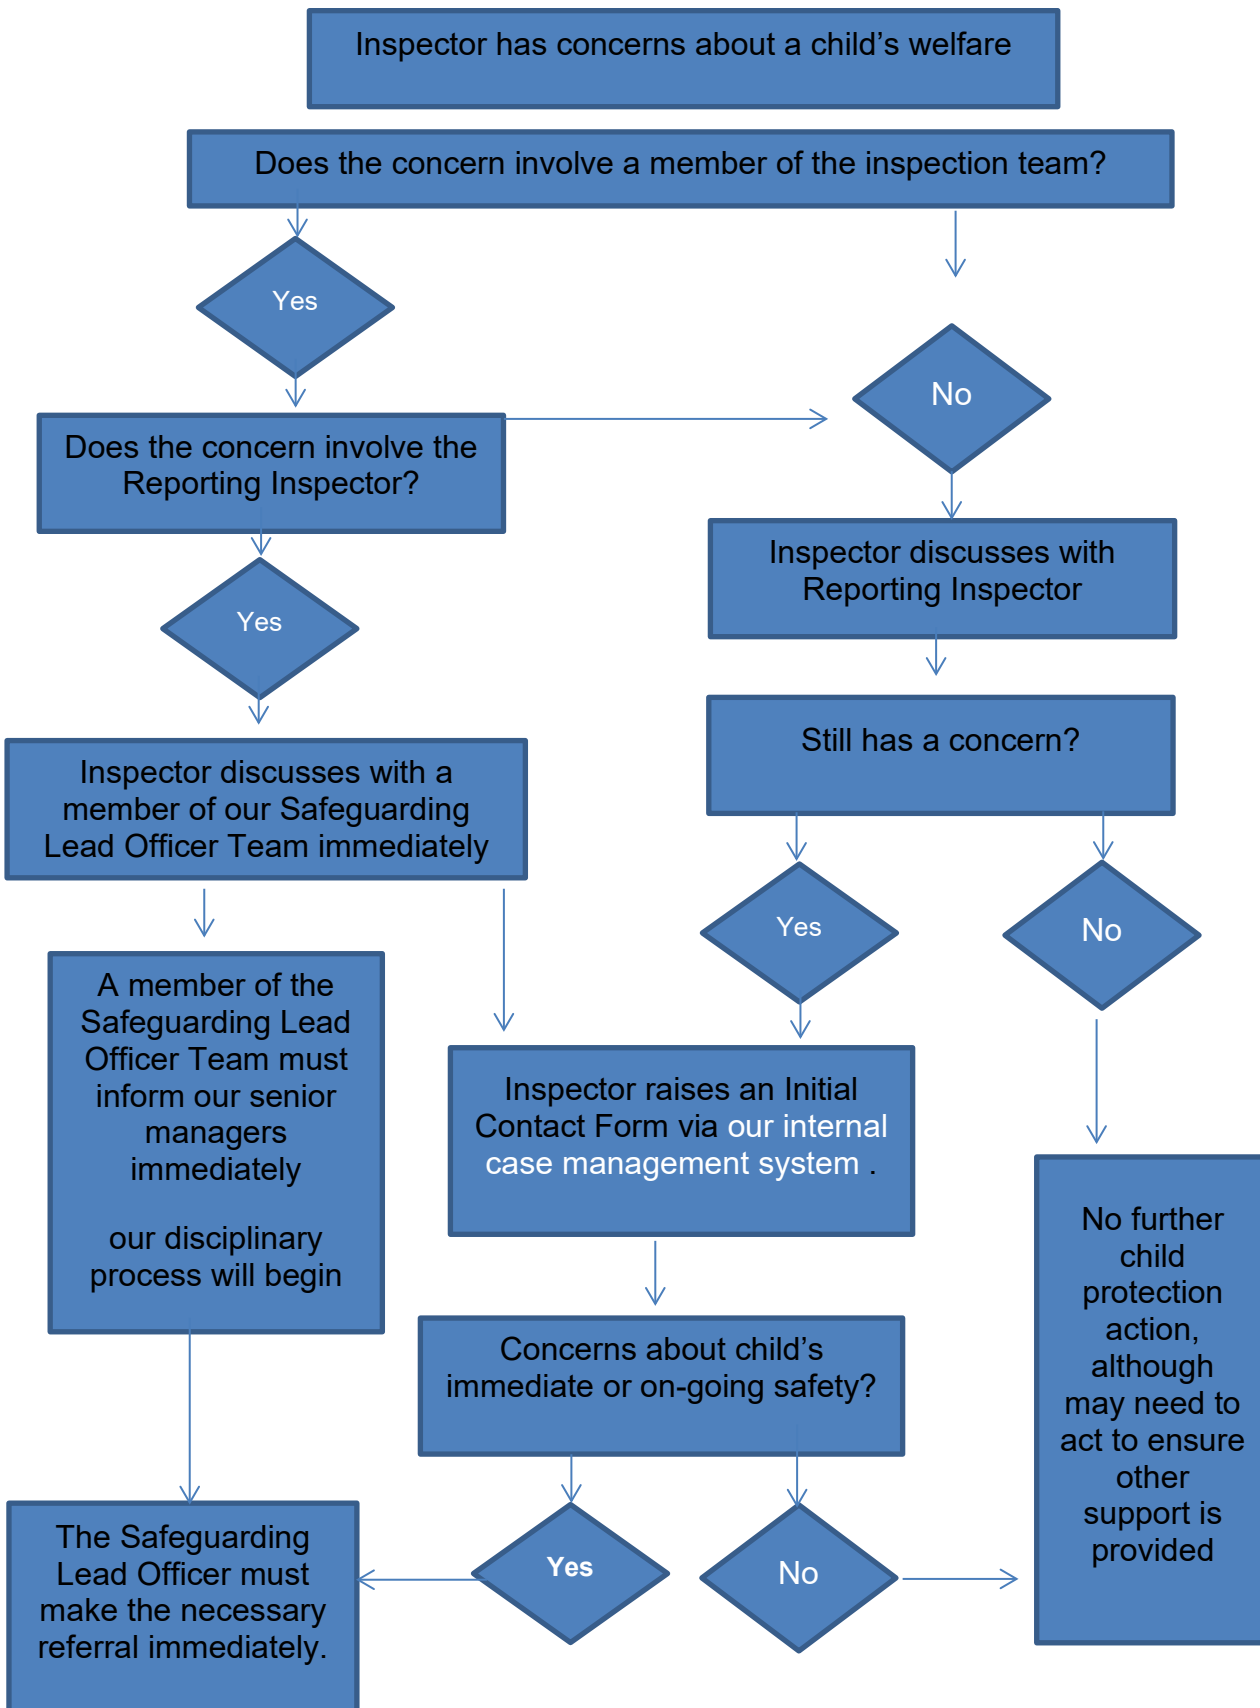 Inspector has concerns about a child’s welfare
Does the concern involve a member of the inspection team?
Yes
No
Does the concern involve the
Reporting Inspector?
Inspector discusses with
Reporting Inspector
Yes
Still has a concern?
Inspector discusses with a
member of our Safeguarding
Lead Officer Team immediately
Yes
No
A member of the
Safeguarding Lead
Officer Team must
inform our senior
managers
immediately
our disciplinary
process will begin
Inspector raises an Initial
Contact Form via our internal
case management system .
No further
child
protection
action,
although
may need to
act to ensure
other
support is
provided
Concerns about child’s
immediate or on-going safety?
The Safeguarding
Lead Officer must
make the necessary
referral immediately.
Yes
No